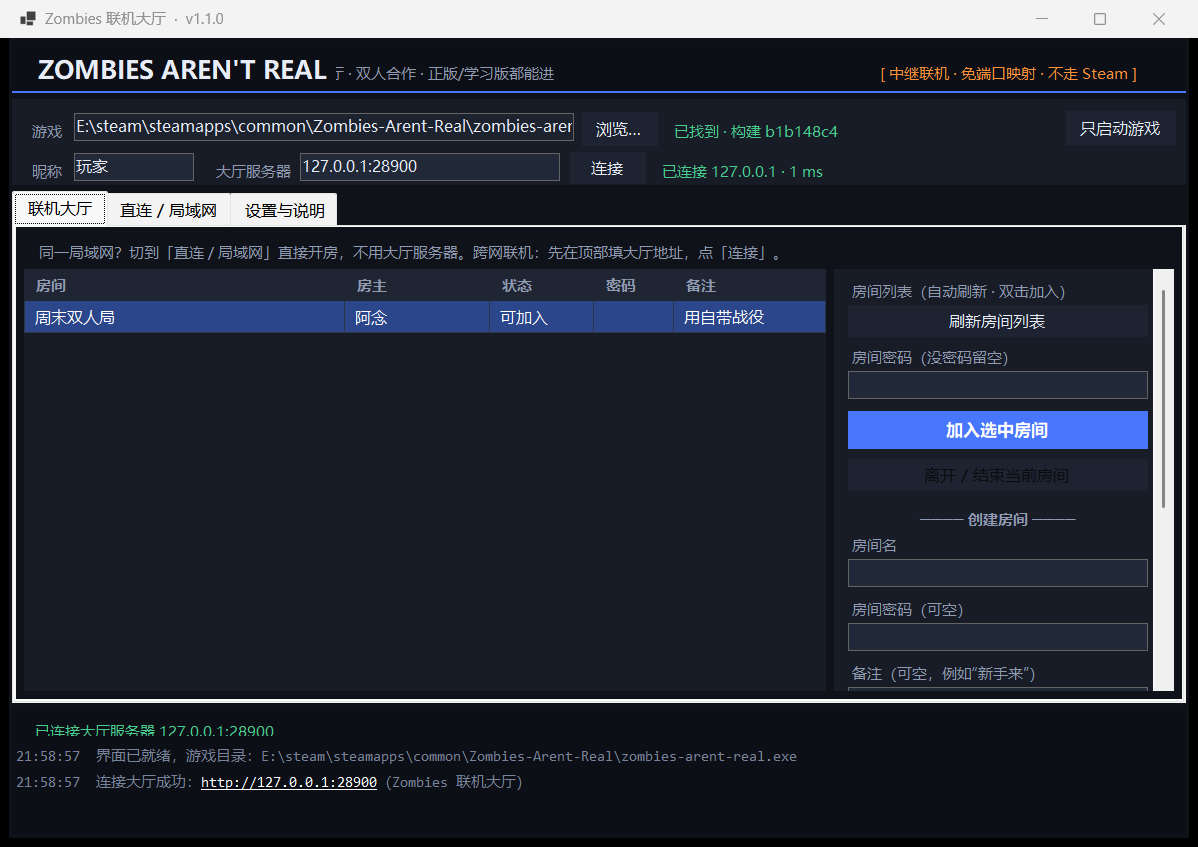 Zombies 联机大厅 · v1.1.0
ZOMBIES AREN'T REAL · 双人合作 · 正版/学习版都能进 [ 中继联机 · 免端口映射 · 不走 Steam ]
游戏 E:\steam\steamapps\common\Zombies-Arent-Real\zombies-aren 浏览... 已找到 · 构建 b1b148c4 只启动游戏
昵称 玩家 大厅服务器 127.0.0.1:28900 连接 已连接 127.0.0.1 · 1 ms
联机大厅 直连 / 局域网 设置与说明
同一局域网？切到「直连 / 局域网」直接开房，不用大厅服务器。跨网联机：先在顶部填大厅地址，点「连接」。
房间 房主 状态 密码 备注
周末双人局 阿念 可加入 用自带战役
房间列表（自动刷新 · 双击加入）
刷新房间列表
房间密码（没密码留空）
加入选中房间
离开 / 结束当前房间
──── 创建房间 ────
房间名
房间密码（可空）
备注（可空，例如“新手来”）
已连接大厅服务器 127.0.0.1:28900
21:58:57 界面已就绪，游戏目录：E:\steam\steamapps\common\Zombies-Arent-Real\zombies-arent-real.exe
21:58:57 连接大厅成功：http://127.0.0.1:28900 (Zombies 联机大厅)